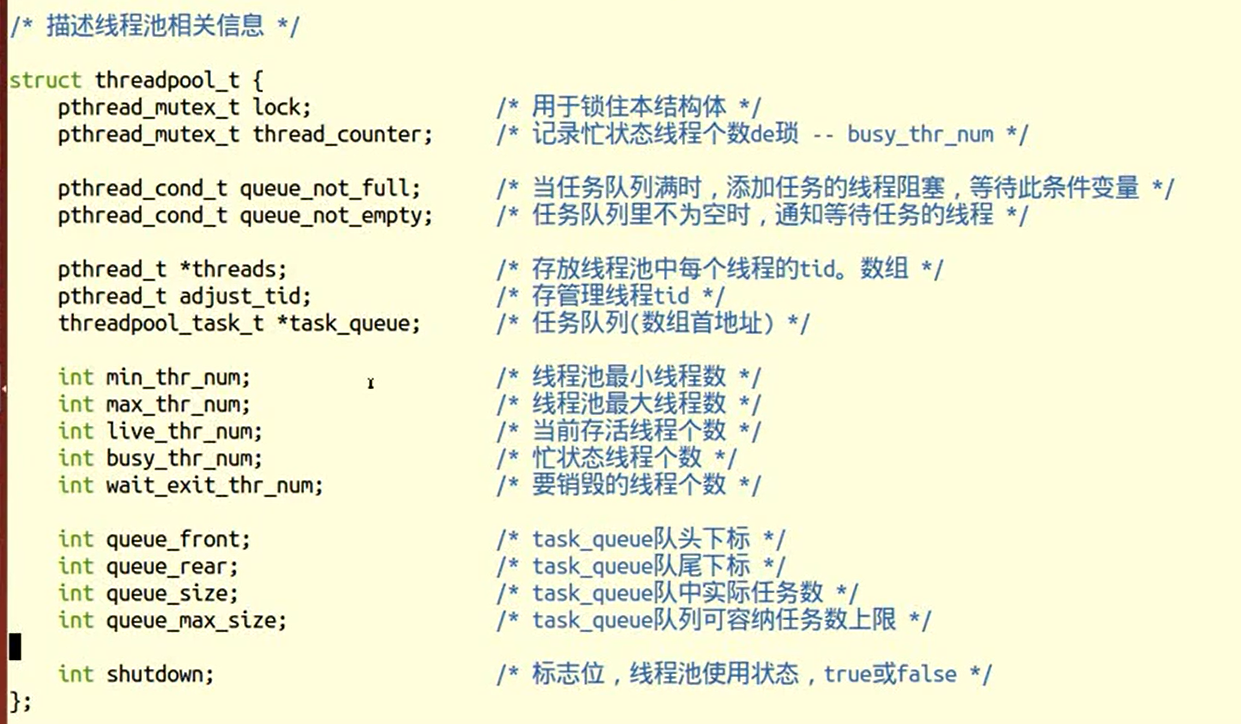 /* 描述线程池相关信息 */
struct threadpool_t {
    pthread_mutex_t lock;               /* 用于锁住本结构体 */
    pthread_mutex_t thread_counter;     /* 记录忙状态线程个数de琐 -- busy_thr_num */
    pthread_cond_t queue_not_full;      /* 当任务队列满时，添加任务的线程阻塞，等待此条件变量 */
    pthread_cond_t queue_not_empty;     /* 任务队列里不为空时，通知等待任务的线程 */
    pthread_t *threads;                 /* 存放线程池中每个线程的tid。数组 */
    pthread_t adjust_tid;               /* 存管理线程tid */
    threadpool_task_t *task_queue;      /* 任务队列(数组首地址) */
    int min_thr_num;                    /* 线程池最小线程数 */
    int max_thr_num;                    /* 线程池最大线程数 */
    int live_thr_num;                   /* 当前存活线程个数 */
    int busy_thr_num;                   /* 忙状态线程个数 */
    int wait_exit_thr_num;              /* 要销毁的线程个数 */
    int queue_front;                    /* task_queue队头下标 */
    int queue_rear;                     /* task_queue队尾下标 */
    int queue_size;                     /* task_queue队中实际任务数 */
    int queue_max_size;                 /* task_queue队列可容纳任务数上限 */
    int shutdown;                       /* 标志位，线程池使用状态，true或false */
};